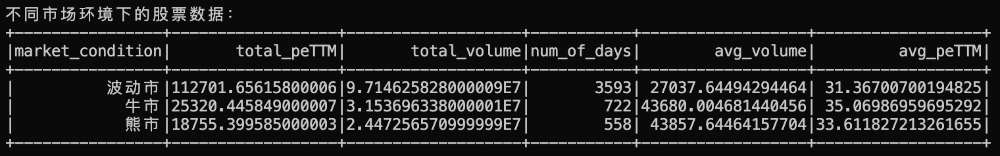 不同市场环境下的股票数据：
+----------------+------------------+------------------+-----------+------------------+------------------+
|market_condition|       total_peTTM|      total_volume|num_of_days|        avg_volume|         avg_peTTM|
+----------------+------------------+------------------+-----------+------------------+------------------+
|          波动市|112701.65615800006|9.714625828000009E7|       3593| 27037.64494294464| 31.36700700194825|
|            牛市|25320.445849000007|3.153696338000001E7|        722|43680.004681440456| 35.06986959695292|
|            熊市|18755.399585000003|2.4472565709999999E7|        558| 43857.64464157704|33.611827213261655|
+----------------+------------------+------------------+-----------+------------------+------------------+